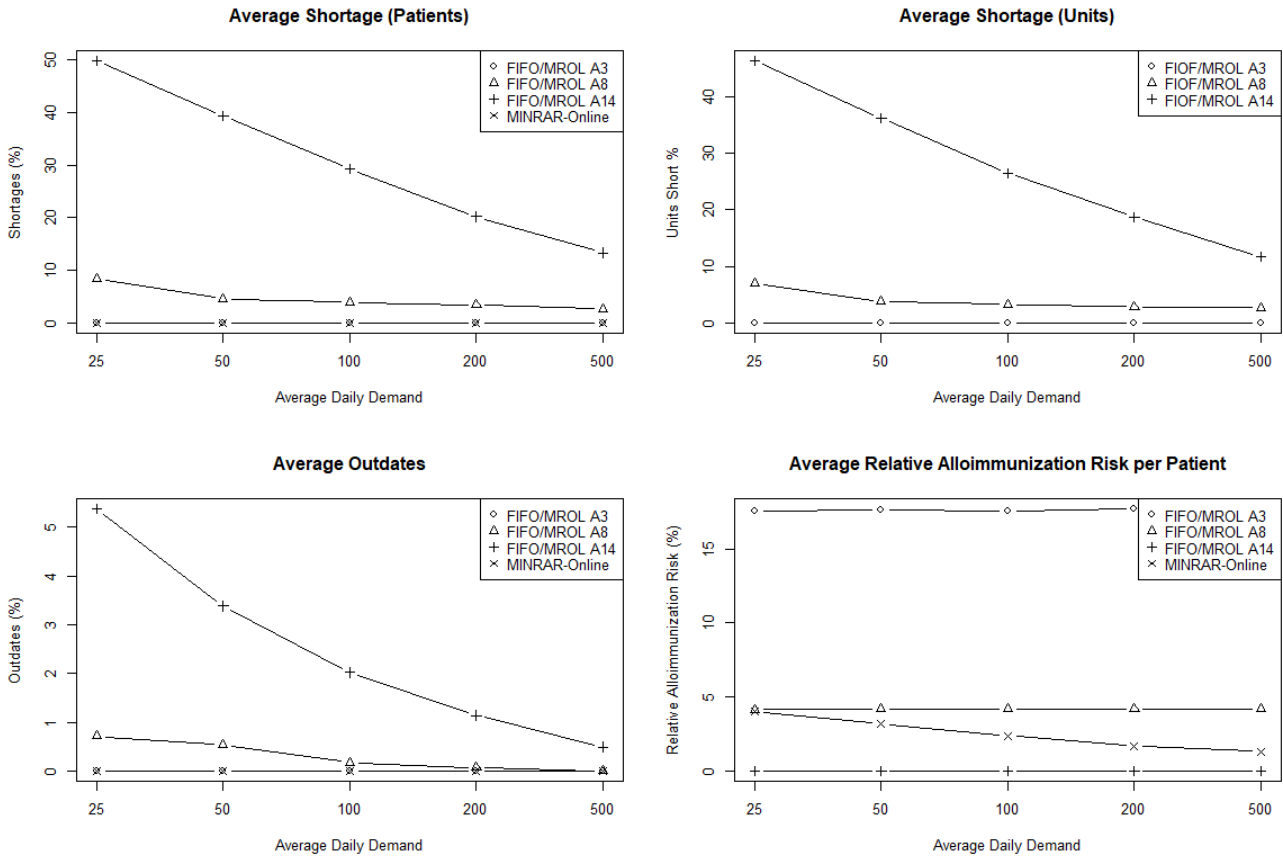 Average Shortage (Patients)
Shortages (%)
50
40
30
20
10
0
FIFO/MROL A3
FIFO/MROL A8
FIFO/MROL A14
MINRAR-Online
25 50 100 200 500
Average Daily Demand
Average Shortage (Units)
Units Short %
40
30
20
10
0
FIOF/MROL A3
FIOF/MROL A8
FIOF/MROL A14
25 50 100 200 500
Average Daily Demand
Average Outdates
Outdates (%)
5
4
3
2
1
0
FIFO/MROL A3
FIFO/MROL A8
FIFO/MROL A14
MINRAR-Online
25 50 100 200 500
Average Daily Demand
Average Relative Alloimmunization Risk per Patient
Relative Alloimmunization Risk (%)
15
10
5
0
FIFO/MROL A3
FIFO/MROL A8
FIFO/MROL A14
MINRAR-Online
25 50 100 200 500
Average Daily Demand